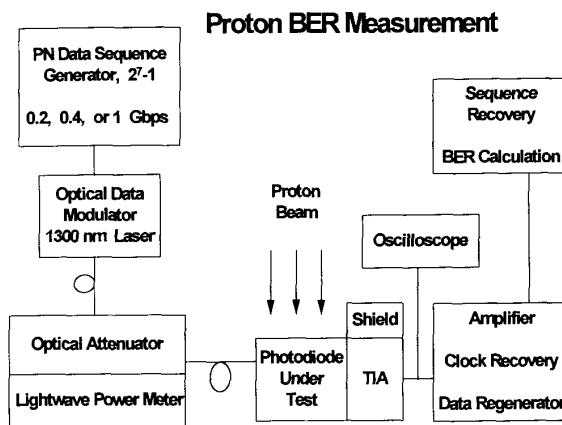 Proton BER Measurement
PN Data Sequence
Generator, 2⁷-1
0.2, 0.4, or 1 Gbps
Optical Data
Modulator
1300 nm Laser
Optical Attenuator
Lightwave Power Meter
Proton
Beam
Photodiode
Under
Test
Shield
TIA
Oscilloscope
Sequence
Recovery
BER Calculation
Amplifier
Clock Recovery
Data Regenerator